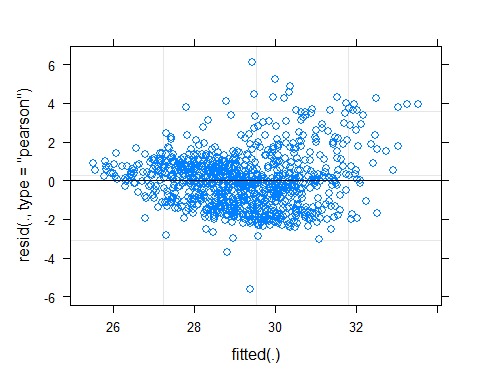 resid(., type = "pearson")
6
4
2
0
-2
-4
-6
26 28 30 32
fitted(.)